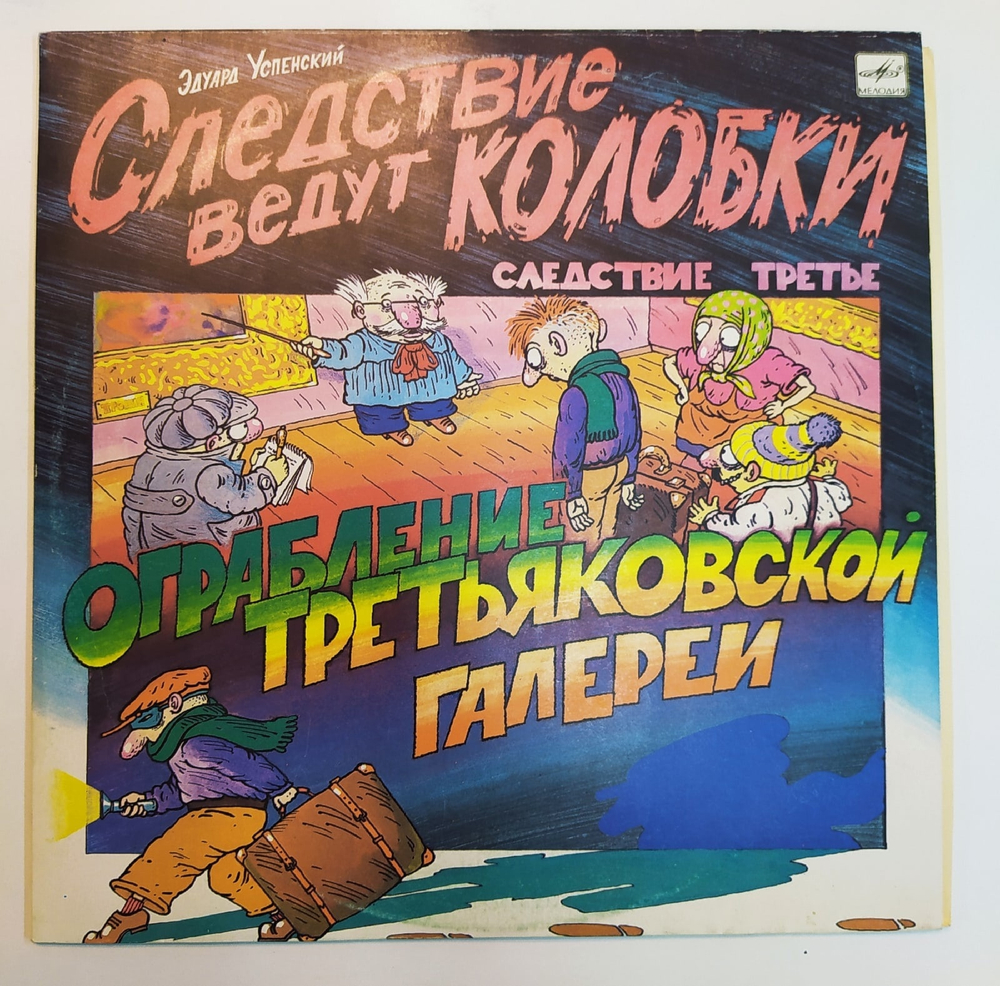 Эдуард Успенский
МЕЛОДИЯ
Следствие
ведут КОЛОБКИ
СЛЕДСТВИЕ ТРЕТЬЕ
ОГРАБЛЕНИЕ
ТРЕТЬЯКОВСКОЙ
ГАЛЕРЕИ